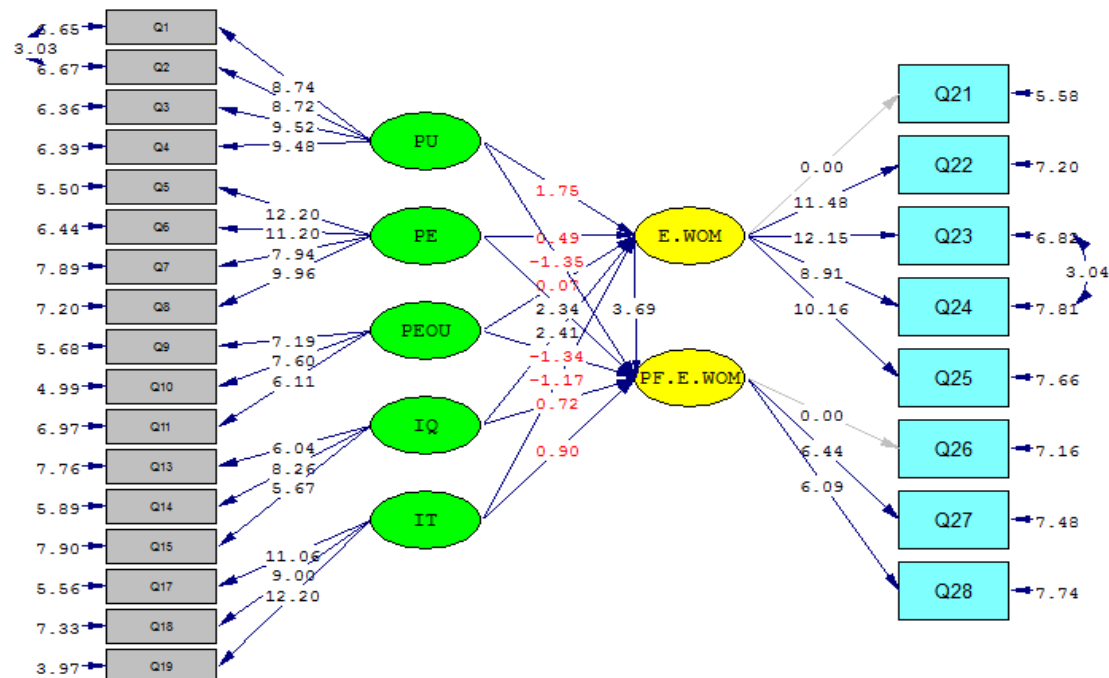 5.65 Q1
3.03
6.67 Q2
6.36 Q3
6.39 Q4
5.50 Q5
6.44 Q6
7.89 Q7
7.20 Q8
5.68 Q9
4.99 Q10
6.97 Q11
7.76 Q13
5.89 Q14
7.90 Q15
5.56 Q17
7.33 Q18
3.97 Q19
8.74
8.72
9.52
9.48
12.20
11.20
7.94
9.96
7.19
7.60
6.11
6.04
8.26
5.67
11.06
9.00
12.20
PU
PE
PEOU
IQ
IT
1.75
0.49
-1.35
0.07
2.34
2.41
-1.34
-1.17
0.72
0.90
3.69
E.WOM
PF.E.WOM
0.00
11.48
12.15
8.91
10.16
0.00
6.44
6.09
Q21 5.58
Q22 7.20
Q23 6.82
3.04
Q24 7.81
Q25 7.66
Q26 7.16
Q27 7.48
Q28 7.74